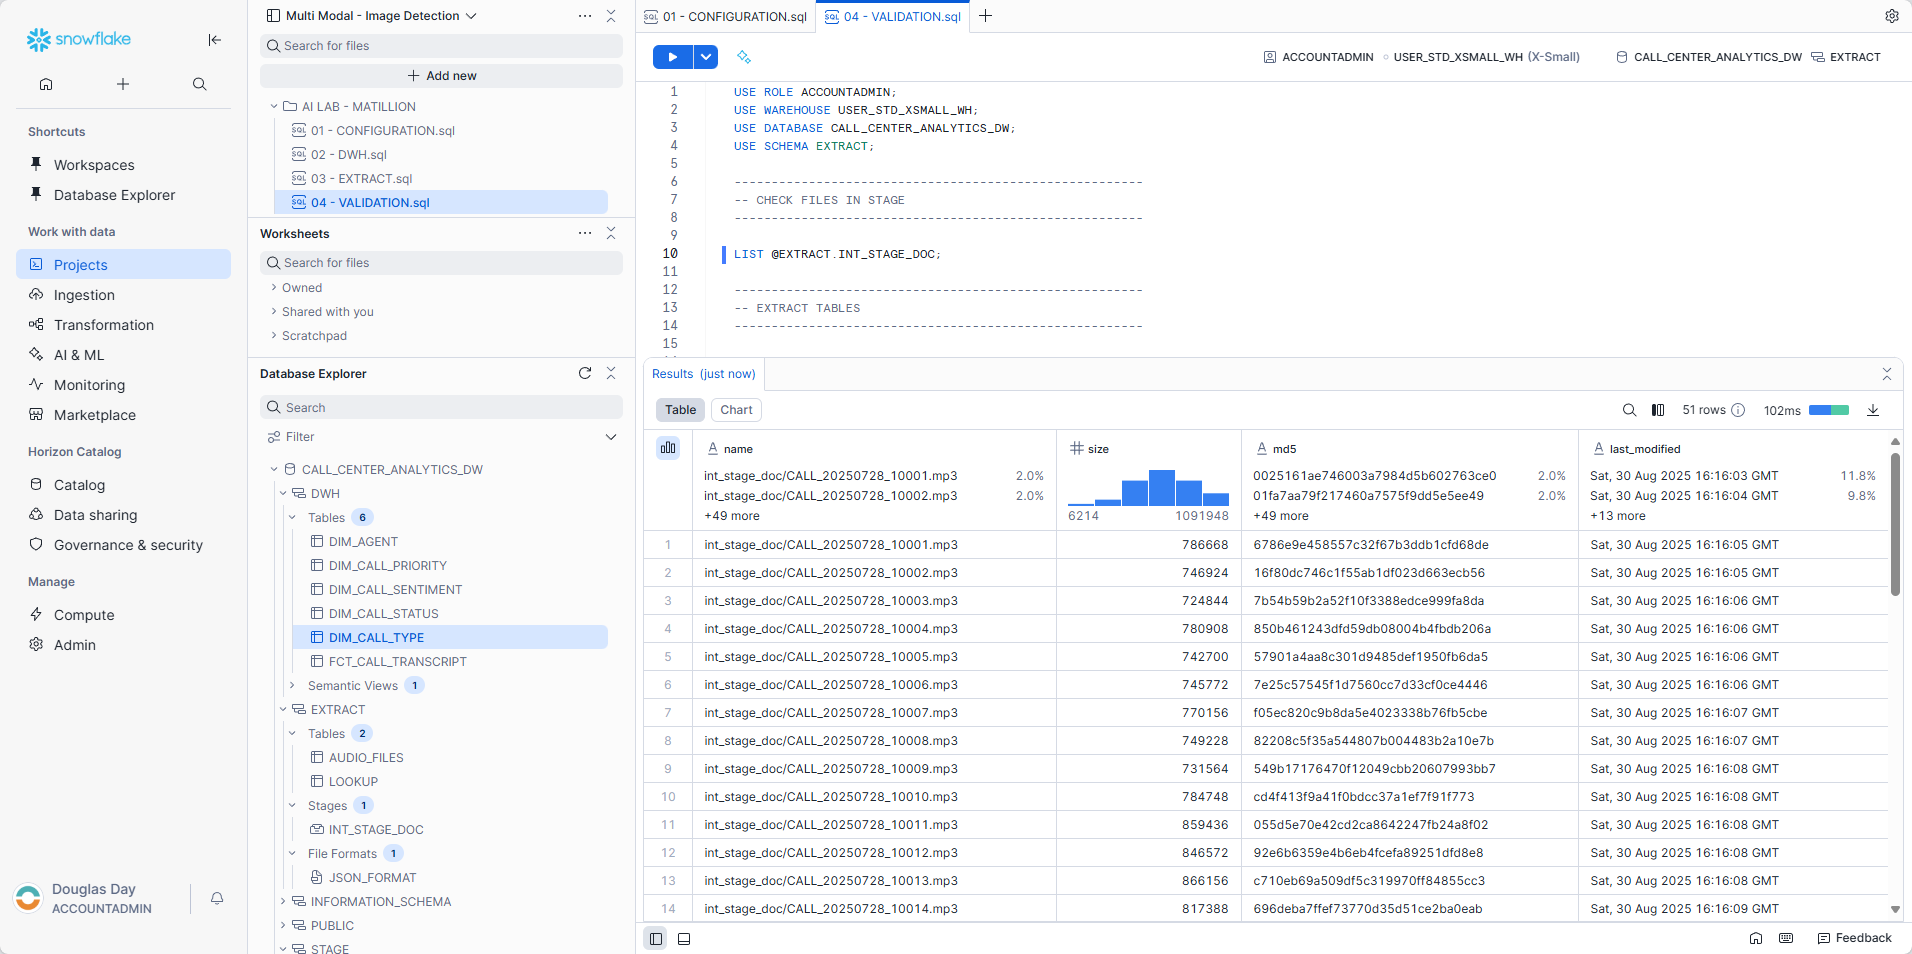 snowflake
Shortcuts
Workspaces
Database Explorer
Work with data
Projects
Ingestion
Transformation
AI & ML
Monitoring
Marketplace
Horizon Catalog
Catalog
Data sharing
Governance & security
Manage
Compute
Admin
Douglas Day
ACCOUNTADMIN
Multi Modal - Image Detection
Search for files
Add new
AI LAB - MATILLION
SQL 01 - CONFIGURATION.sql
SQL 02 - DWH.sql
SQL 03 - EXTRACT.sql
SQL 04 - VALIDATION.sql
Worksheets
Search for files
Owned
Shared with you
Scratchpad
Database Explorer
Search
Filter
CALL_CENTER_ANALYTICS_DW
DWH
Tables 6
DIM_AGENT
DIM_CALL_PRIORITY
DIM_CALL_SENTIMENT
DIM_CALL_STATUS
DIM_CALL_TYPE
FCT_CALL_TRANSCRIPT
Semantic Views 1
EXTRACT
Tables 2
AUDIO_FILES
LOOKUP
Stages 1
INT_STAGE_DOC
File Formats 1
JSON_FORMAT
INFORMATION_SCHEMA
PUBLIC
STAGE
SQL 01 - CONFIGURATION.sql SQL 04 - VALIDATION.sql
ACCOUNTADMIN USER_STD_XSMALL_WH (X-Small) CALL_CENTER_ANALYTICS_DW EXTRACT
1 USE ROLE ACCOUNTADMIN;
2 USE WAREHOUSE USER_STD_XSMALL_WH;
3 USE DATABASE CALL_CENTER_ANALYTICS_DW;
4 USE SCHEMA EXTRACT;
5
6 -------------------------------------------------------
7 -- CHECK FILES IN STAGE
8 -------------------------------------------------------
9
10 LIST @EXTRACT.INT_STAGE_DOC;
11
12 -------------------------------------------------------
13 -- EXTRACT TABLES
14 -------------------------------------------------------
15
Results (just now)
Table Chart 51 rows 102ms
A name # size A md5 A last_modified
int_stage_doc/CALL_20250728_10001.mp3 2.0% 0025161ae746003a7984d5b602763ce0 2.0% Sat, 30 Aug 2025 16:16:03 GMT 11.8%
int_stage_doc/CALL_20250728_10002.mp3 2.0% 01fa7aa79f217460a7575f9dd5e5ee49 2.0% Sat, 30 Aug 2025 16:16:04 GMT 9.8%
+49 more 6214 1091948 +49 more +13 more
1 int_stage_doc/CALL_20250728_10001.mp3 786668 6786e9e458557c32f67b3ddb1cfd68de Sat, 30 Aug 2025 16:16:05 GMT
2 int_stage_doc/CALL_20250728_10002.mp3 746924 16f80dc746c1f55ab1df023d663ecb56 Sat, 30 Aug 2025 16:16:05 GMT
3 int_stage_doc/CALL_20250728_10003.mp3 724844 7b54b59b2a52f10f3388edce999fa8da Sat, 30 Aug 2025 16:16:06 GMT
4 int_stage_doc/CALL_20250728_10004.mp3 780908 850b461243dfd59db08004b4fbdb206a Sat, 30 Aug 2025 16:16:06 GMT
5 int_stage_doc/CALL_20250728_10005.mp3 742700 57901a4aa8c301d9485def1950fb6da5 Sat, 30 Aug 2025 16:16:06 GMT
6 int_stage_doc/CALL_20250728_10006.mp3 745772 7e25c57545f1d7560cc7d33cf0ce4446 Sat, 30 Aug 2025 16:16:06 GMT
7 int_stage_doc/CALL_20250728_10007.mp3 770156 f05ec820c9b8da5e4023338b76fb5cbe Sat, 30 Aug 2025 16:16:07 GMT
8 int_stage_doc/CALL_20250728_10008.mp3 749228 82208c5f35a544807b004483b2a10e7b Sat, 30 Aug 2025 16:16:07 GMT
9 int_stage_doc/CALL_20250728_10009.mp3 731564 549b17176470f12049cbb20607993bb7 Sat, 30 Aug 2025 16:16:08 GMT
10 int_stage_doc/CALL_20250728_10010.mp3 784748 cd4f413f9a41f0bdcc37a1ef7f91f773 Sat, 30 Aug 2025 16:16:08 GMT
11 int_stage_doc/CALL_20250728_10011.mp3 859436 055d5e70e42cd2ca8642247fb24a8f02 Sat, 30 Aug 2025 16:16:08 GMT
12 int_stage_doc/CALL_20250728_10012.mp3 846572 92e6b6359e4b6eb4fcefa89251dfd8e8 Sat, 30 Aug 2025 16:16:08 GMT
13 int_stage_doc/CALL_20250728_10013.mp3 866156 c710eb69a509df5c319970ff84855cc3 Sat, 30 Aug 2025 16:16:08 GMT
14 int_stage_doc/CALL_20250728_10014.mp3 817388 696deba7ffef73770d35d51ce2ba0eab Sat, 30 Aug 2025 16:16:09 GMT
Feedback